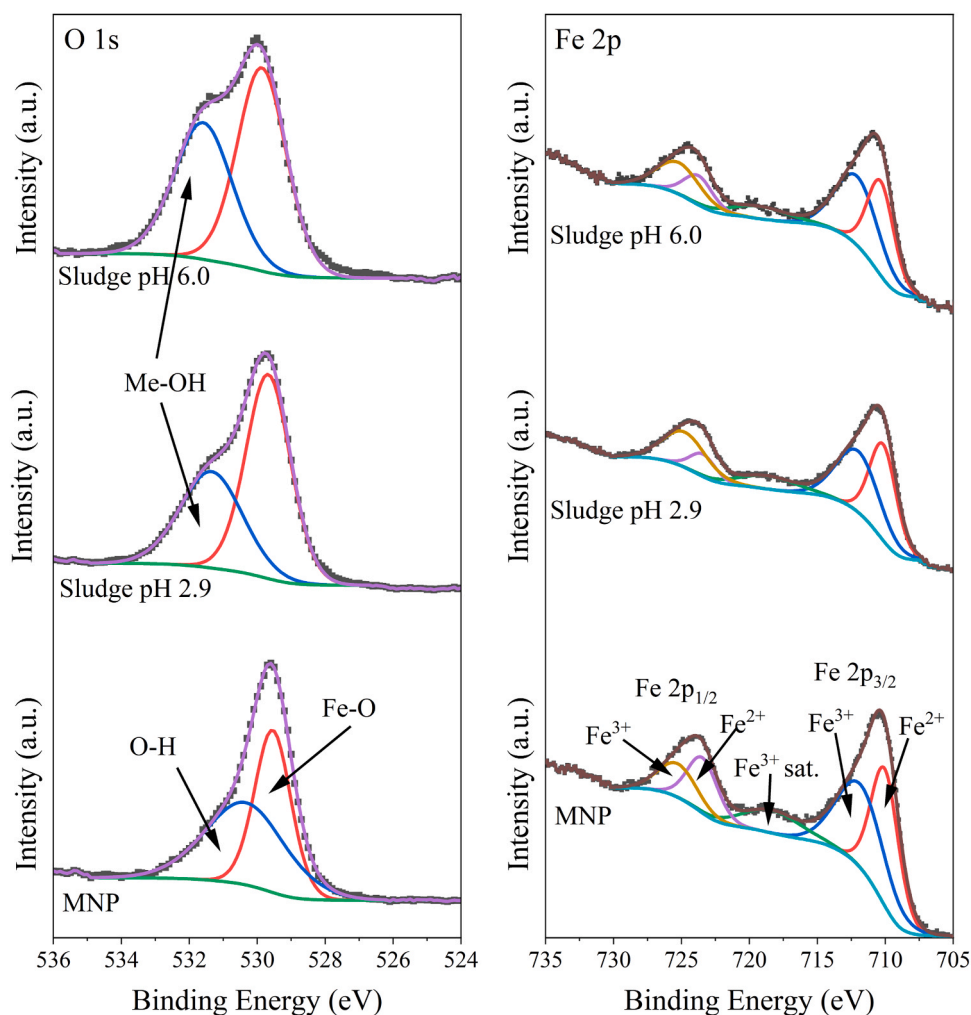 O 1s
Intensity (a.u.)
Sludge pH 6.0
Me-OH
Intensity (a.u.)
Sludge pH 2.9
Fe-O
O-H
Intensity (a.u.)
MNP
536 534 532 530 528 526 524
Binding Energy (eV)
Fe 2p
Intensity (a.u.)
Sludge pH 6.0
Intensity (a.u.)
Sludge pH 2.9
Fe 2p3/2
Fe 2p1/2
Fe3+ Fe2+ Fe3+ Fe2+
Fe3+ sat.
Intensity (a.u.)
MNP
735 730 725 720 715 710 705
Binding Energy (eV)